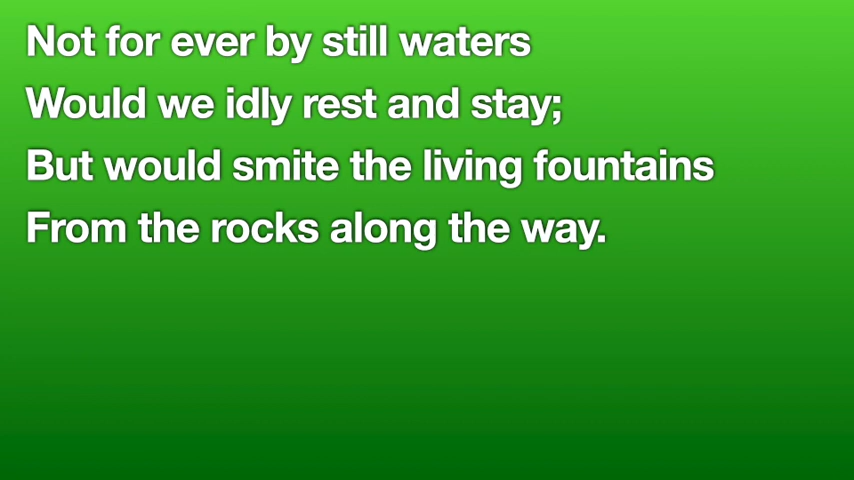 Not for ever by still waters
Would we idly rest and stay;
But would smite the living fountains
From the rocks along the way.